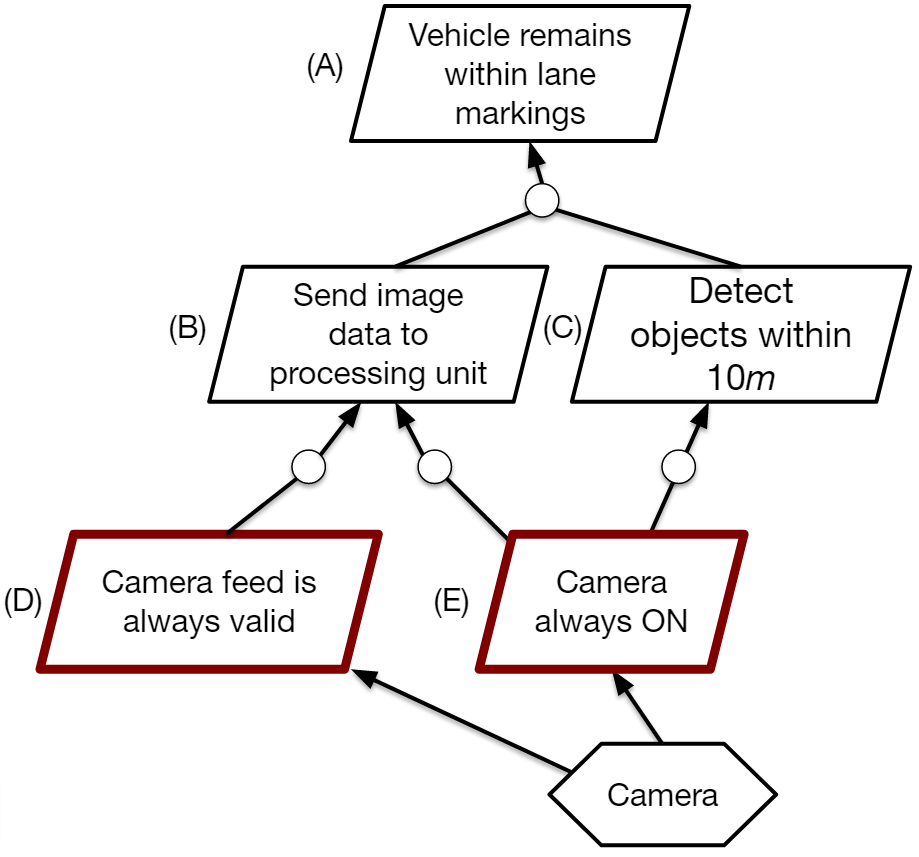 (A)
Vehicle remains
within lane
markings
(B)
Send image
data to
processing unit
(C)
Detect
objects within
10m
(D)
Camera feed is
always valid
(E)
Camera
always ON
Camera